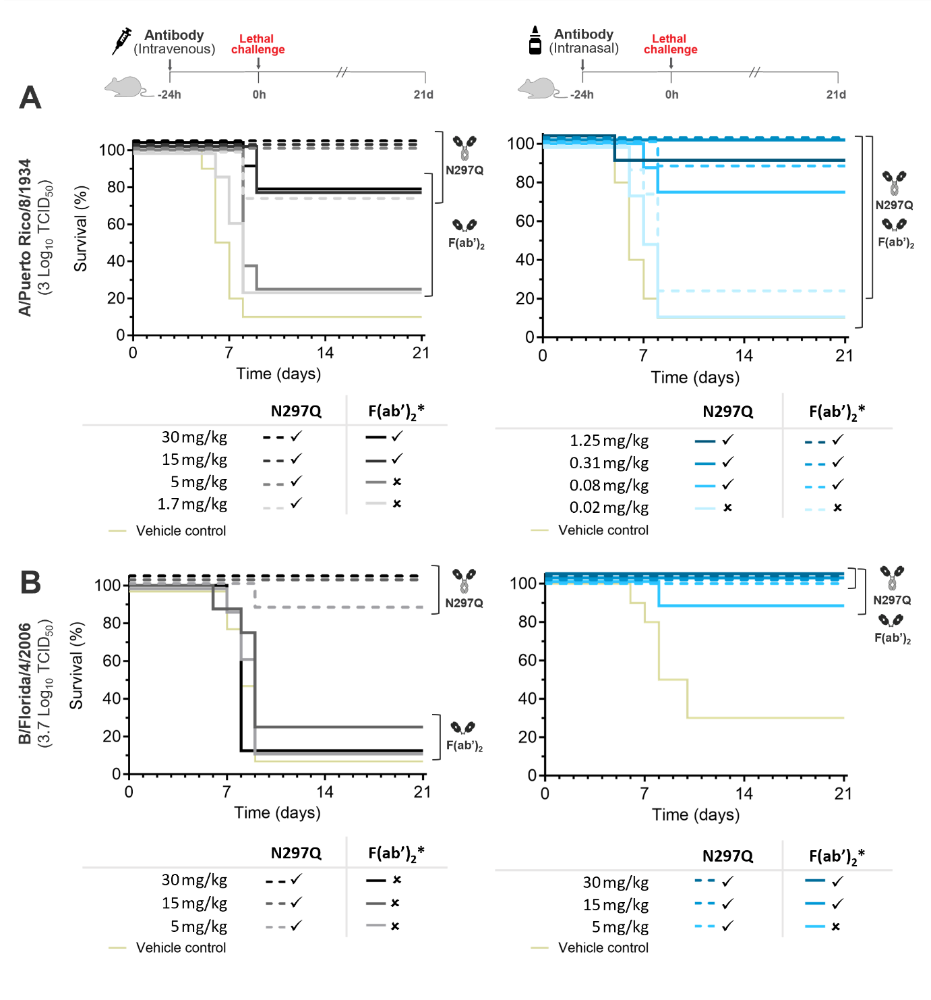 Antibody
(Intravenous)
Lethal
challenge
-24h
0h
21d
Antibody
(Intranasal)
Lethal
challenge
-24h
0h
21d
A
A/Puerto Rico/8/1934
(3 Log10 TCID50)
Survival (%)
100
80
60
40
20
0
0
7
14
21
Time (days)
N297Q
F(ab’)2
100
80
60
40
20
0
0
7
14
21
Time (days)
N297Q
F(ab’)2
N297Q F(ab’)2*
30 mg/kg ✓ ✓
15 mg/kg ✓ ✓
5 mg/kg ✓ ✘
1.7 mg/kg ✓ ✘
Vehicle control
N297Q F(ab’)2*
1.25 mg/kg ✓ ✓
0.31 mg/kg ✓ ✓
0.08 mg/kg ✓ ✓
0.02 mg/kg ✘ ✘
Vehicle control
B
B/Florida/4/2006
(3.7 Log10 TCID50)
Survival (%)
100
80
60
40
20
0
0
7
14
21
Time (days)
N297Q
F(ab’)2
100
80
60
40
20
0
0
7
14
21
Time (days)
N297Q
F(ab’)2
N297Q F(ab’)2*
30 mg/kg ✓ ✘
15 mg/kg ✓ ✘
5 mg/kg ✓ ✘
Vehicle control
N297Q F(ab’)2*
30 mg/kg ✓ ✓
15 mg/kg ✓ ✓
5 mg/kg ✓ ✘
Vehicle control